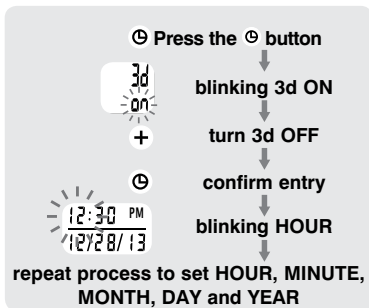 Press the button
3d
on
blinking 3d ON
+
turn 3d OFF
confirm entry
12:30 PM
12/28/13
blinking HOUR
repeat process to set HOUR, MINUTE,
MONTH, DAY and YEAR